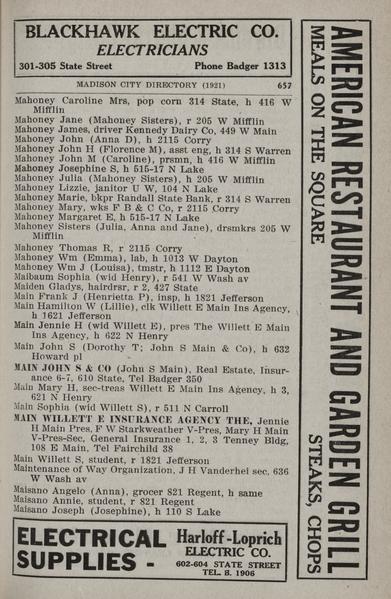 BLACKHAWK ELECTRIC CO.
ELECTRICIANS
301-305 State Street Phone Badger 1313
MADISON CITY DIRECTORY (1921) 657
Mahoney Caroline Mrs, pop corn 314 State, h 416 W
Mifflin
Mahoney Jane (Mahoney Sisters), r 205 W Mifflin
Mahoney James, driver Kennedy Dairy Co, 449 W Main
Mahoney John (Anna D), h 2115 Corry
Mahoney John H (Florence M), asst eng, h 314 S Warren
Mahoney John M (Caroline), prsmn, h 416 W Mifflin
Mahoney Josephine S, h 515-17 N Lake
Mahoney Julia (Mahoney Sisters), h 205 W Mifflin
Mahoney Lizzie, janitor U W, 104 N Lake
Mahoney Marie, bkpr Randall State Bank, r 314 S Warren
Mahoney Mary, wks F B & C Co, r 2115 Corry
Mahoney Margaret E, h 515-17 N Lake
Mahoney Sisters (Julia, Anna and Jane), drsmkrs 205 W
Mifflin
Mahoney Thomas R, r 2115 Corry
Mahoney Wm (Emma), lab, h 1013 W Dayton
Mahoney Wm J (Louisa), tmstr, h 1112 E Dayton
Maibaum Sophia (wid Henry), r 541 W Wash av
Maiden Gladys, hairdrsr, r 2, 427 State
Main Frank J (Henrietta P), insp, h 1821 Jefferson
Main Hamilton W (Lillie), clk Willett E Main Ins Agency,
h 1621 Jefferson
Main Jennie H (wid Willett E), pres The Willett E Main
Ins Agency, h 622 N Henry
Main John S (Dorothy T; John S Main & Co), h 632
Howard pl
MAIN JOHN S & CO (John S Main), Real Estate, Insur-
ance 6-7, 610 State, Tel Badger 350
Main Mary H, sec-treas Willett E Main Ins Agency, h 3,
621 N Henry
Main Sophia (wid Willett S), r 511 N Carroll
MAIN WILLETT E INSURANCE AGENCY THE, Jennie
H Main Pres, F W Starkweather V-Pres, Mary H Main
V-Pres-Sec, General Insurance 1, 2, 3 Tenney Bldg,
108 E Main, Tel Fairchild 38
Main Willett S, student, r 1821 Jefferson
Maintenance of Way Organization, J H Vanderhei sec, 636
W Wash av
Maisano Angelo (Anna), grocer 821 Regent, h same
Maisano Annie, student, r 821 Regent
Maisano Joseph (Josephine), h 110 S Lake
ELECTRICAL
SUPPLIES -
Harloff-Loprich
ELECTRIC CO.
602-604 STATE STREET
TEL. B. 1906
AMERICAN RESTAURANT AND GARDEN GRILL
MEALS ON THE SQUARE STEAKS, CHOPS